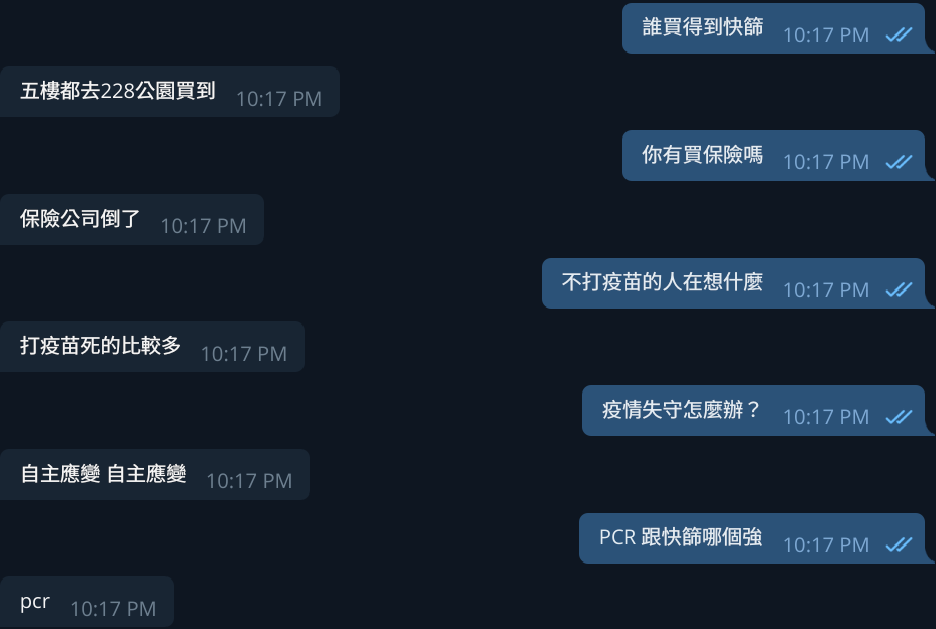 誰買得到快篩 10:17 PM
五樓都去228公園買到 10:17 PM
你有買保險嗎 10:17 PM
保險公司倒了 10:17 PM
不打疫苗的人在想什麼 10:17 PM
打疫苗死的比較多 10:17 PM
疫情失守怎麼辦？ 10:17 PM
自主應變 自主應變 10:17 PM
PCR 跟快篩哪個強 10:17 PM
pcr 10:17 PM